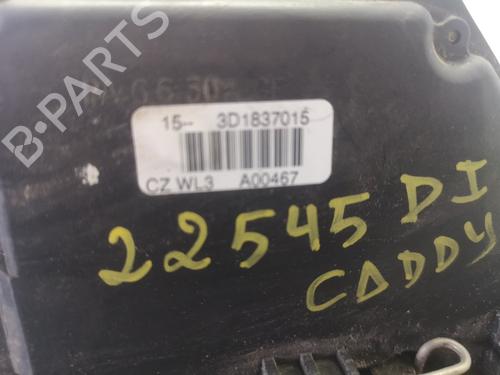 15-- 3D1837015
CZ WL3 A00467
22545 DI
CADDY
B-PARTS